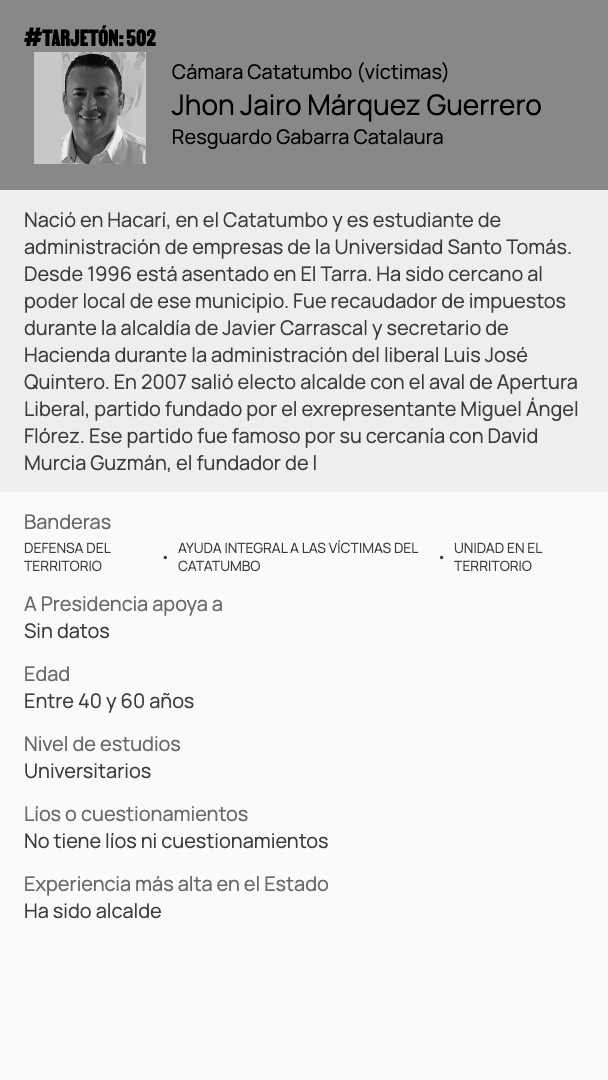 #TARJETÓN: 502
Cámara Catatumbo (víctimas)
Jhon Jairo Márquez Guerrero
Resguardo Gabarra Catalaura
Nació en Hacarí, en el Catatumbo y es estudiante de
administración de empresas de la Universidad Santo Tomás.
Desde 1996 está asentado en El Tarra. Ha sido cercano al
poder local de ese municipio. Fue recaudador de impuestos
durante la alcaldía de Javier Carrascal y secretario de
Hacienda durante la administración del liberal Luis José
Quintero. En 2007 salió electo alcalde con el aval de Apertura
Liberal, partido fundado por el exrepresentante Miguel Ángel
Flórez. Ese partido fue famoso por su cercanía con David
Murcia Guzmán, el fundador de l
Banderas
DEFENSA DEL TERRITORIO • AYUDA INTEGRAL A LAS VÍCTIMAS DEL CATATUMBO • UNIDAD EN EL TERRITORIO
A Presidencia apoya a
Sin datos
Edad
Entre 40 y 60 años
Nivel de estudios
Universitarios
Líos o cuestionamientos
No tiene líos ni cuestionamientos
Experiencia más alta en el Estado
Ha sido alcalde